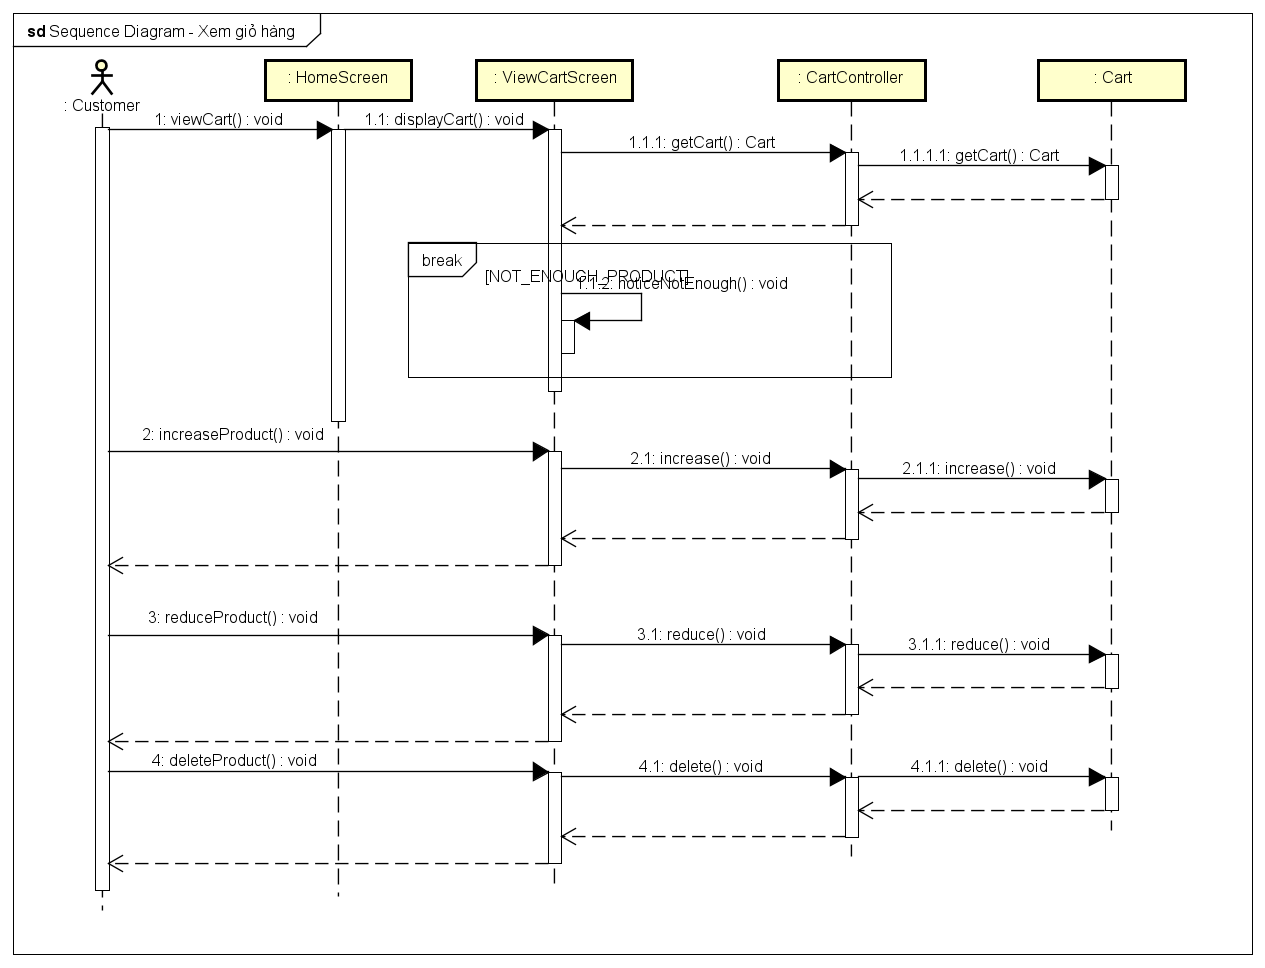 sd Sequence Diagram - Xem giỏ hàng
: Customer
: HomeScreen
: ViewCartScreen
: CartController
: Cart
1: viewCart() : void
1.1: displayCart() : void
1.1.1: getCart() : Cart
1.1.1.1: getCart() : Cart
break
[NOT_ENOUGH_PRODUCT]
1.1.2: noticeNotEnough() : void
2: increaseProduct() : void
2.1: increase() : void
2.1.1: increase() : void
3: reduceProduct() : void
3.1: reduce() : void
3.1.1: reduce() : void
4: deleteProduct() : void
4.1: delete() : void
4.1.1: delete() : void